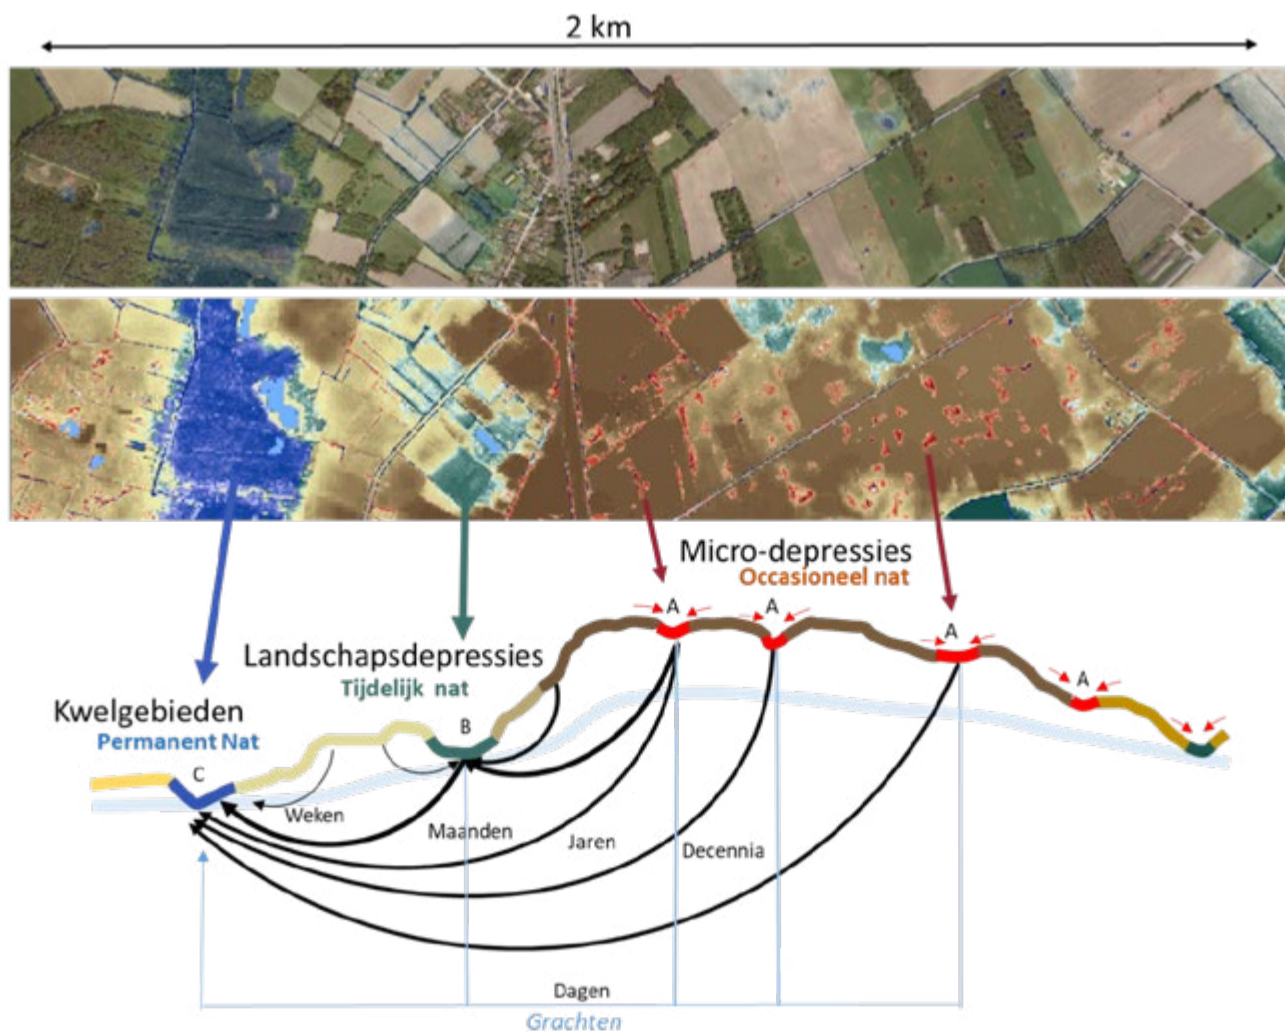 2 km
Micro-depressies
Occasioneel nat
A
A
A
A
Landschapsdepressies
Tijdelijk nat
B
Kwelgebieden
Permanent Nat
C
Weken
Maanden
Jaren
Decennia
Dagen
Grachten